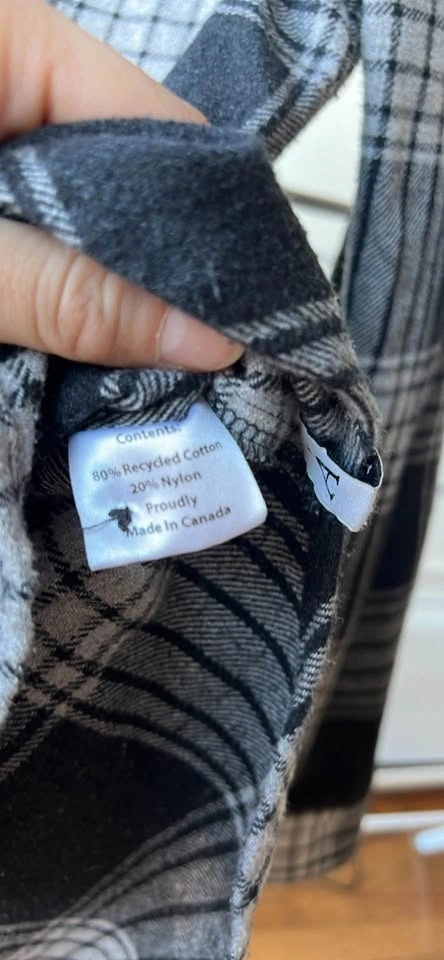 Contents:
80% Recycled Cotton
20% Nylon
Proudly
Made In Canada
A